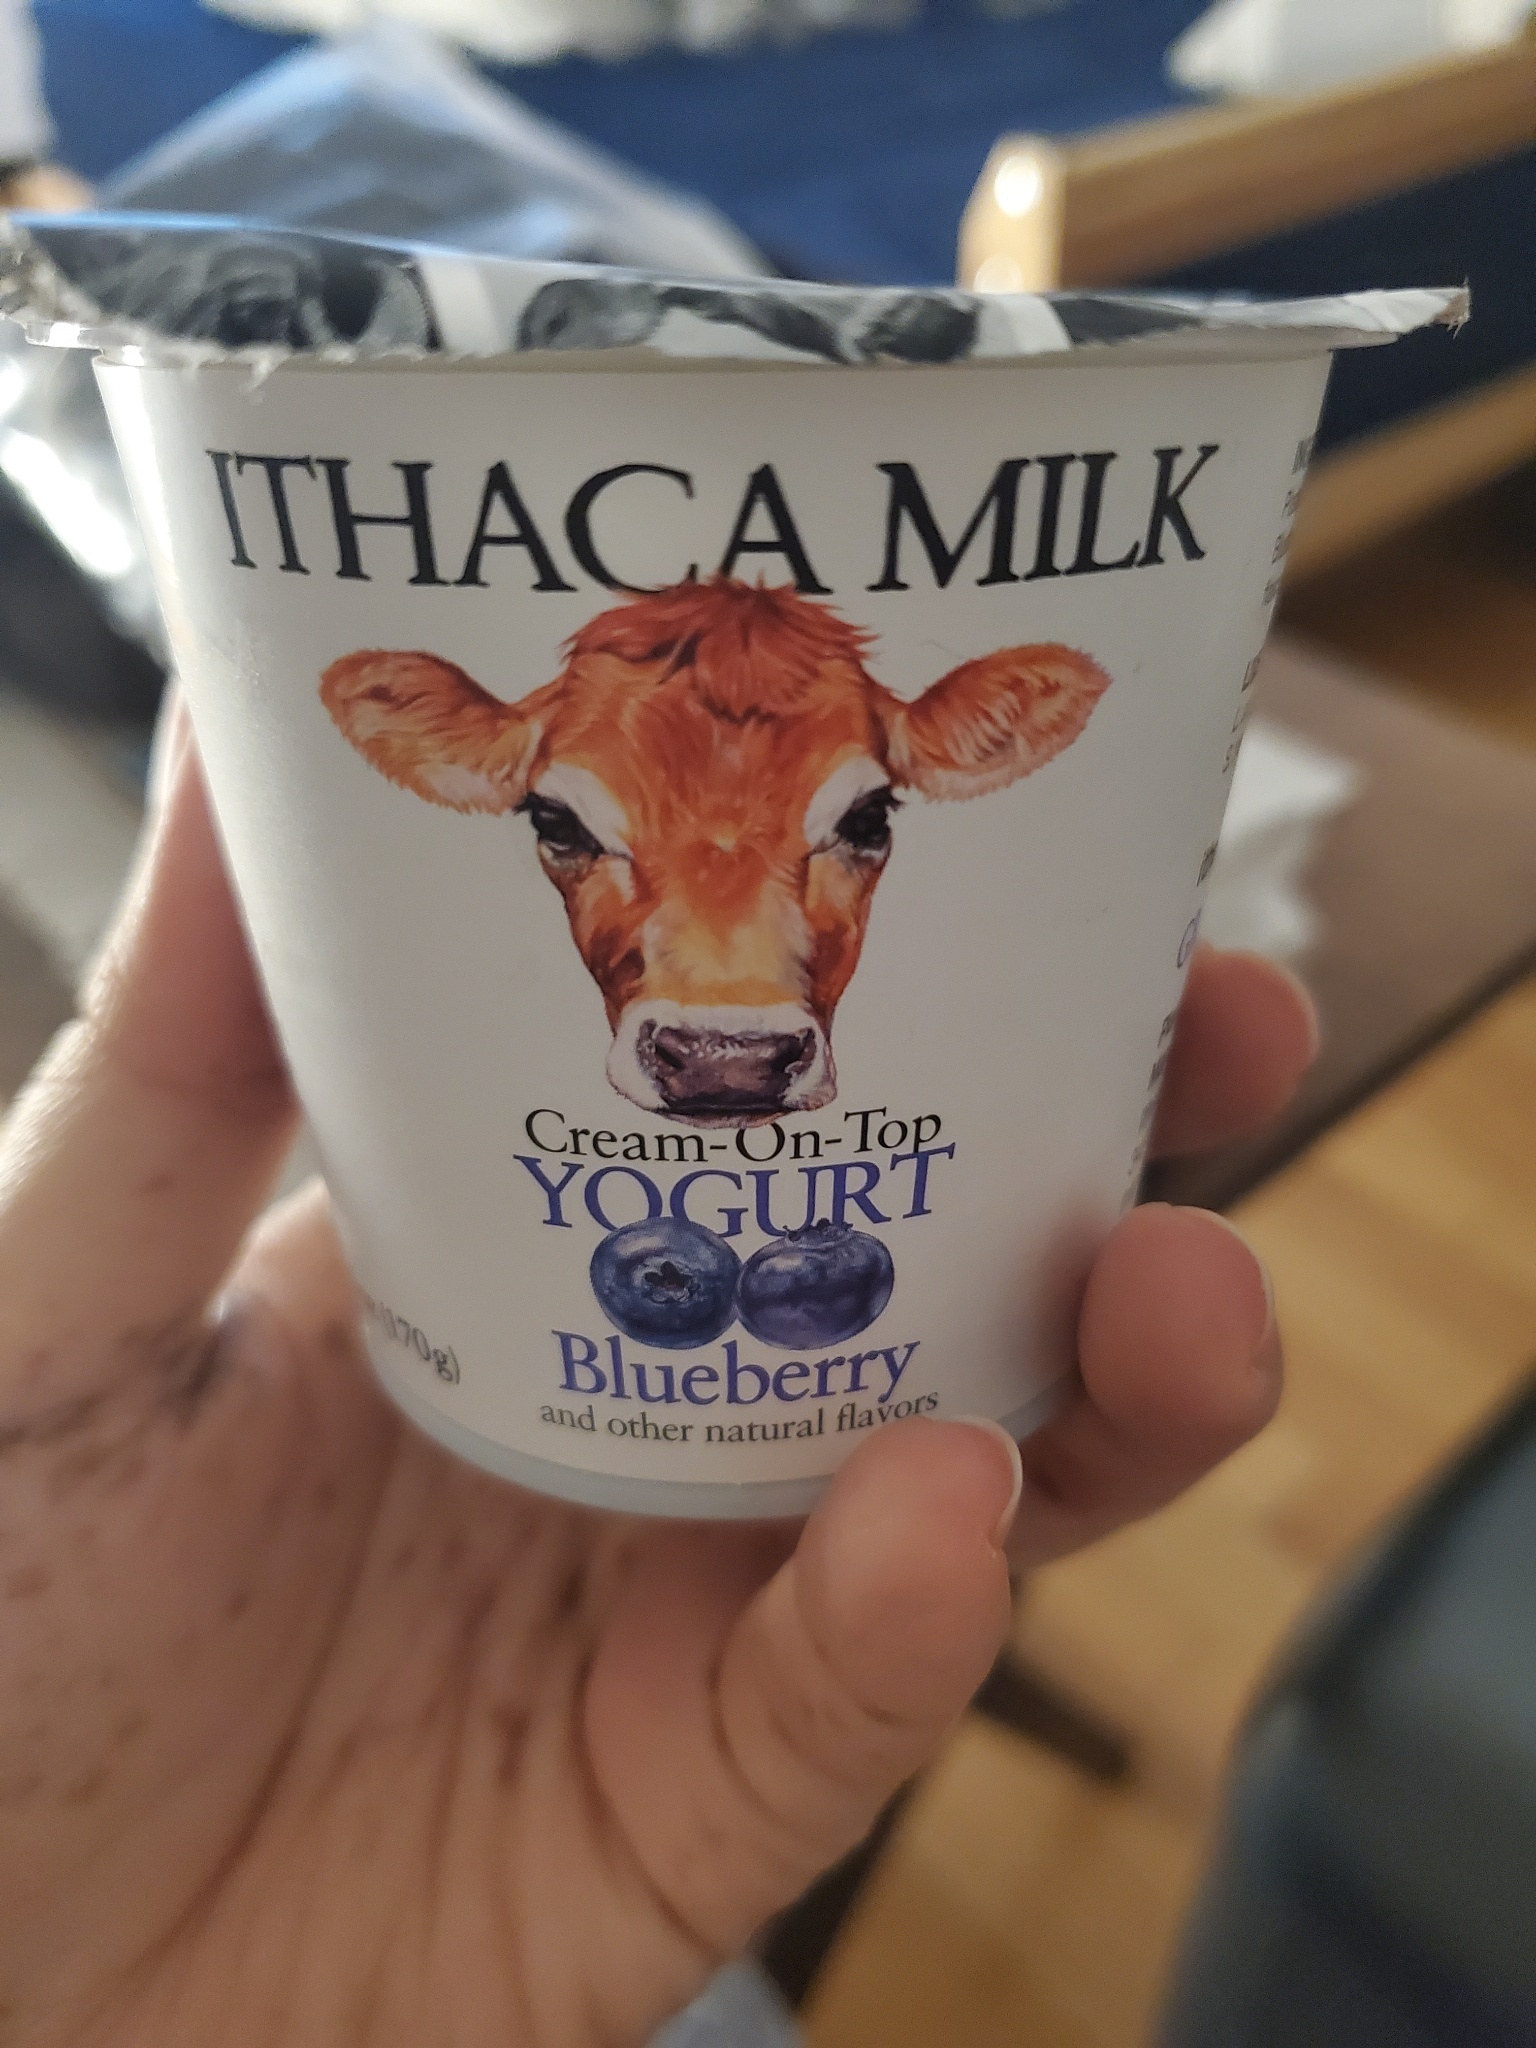 ITHACA MILK
Cream-On-Top
YOGURT
Blueberry
and other natural flavors
(170g)